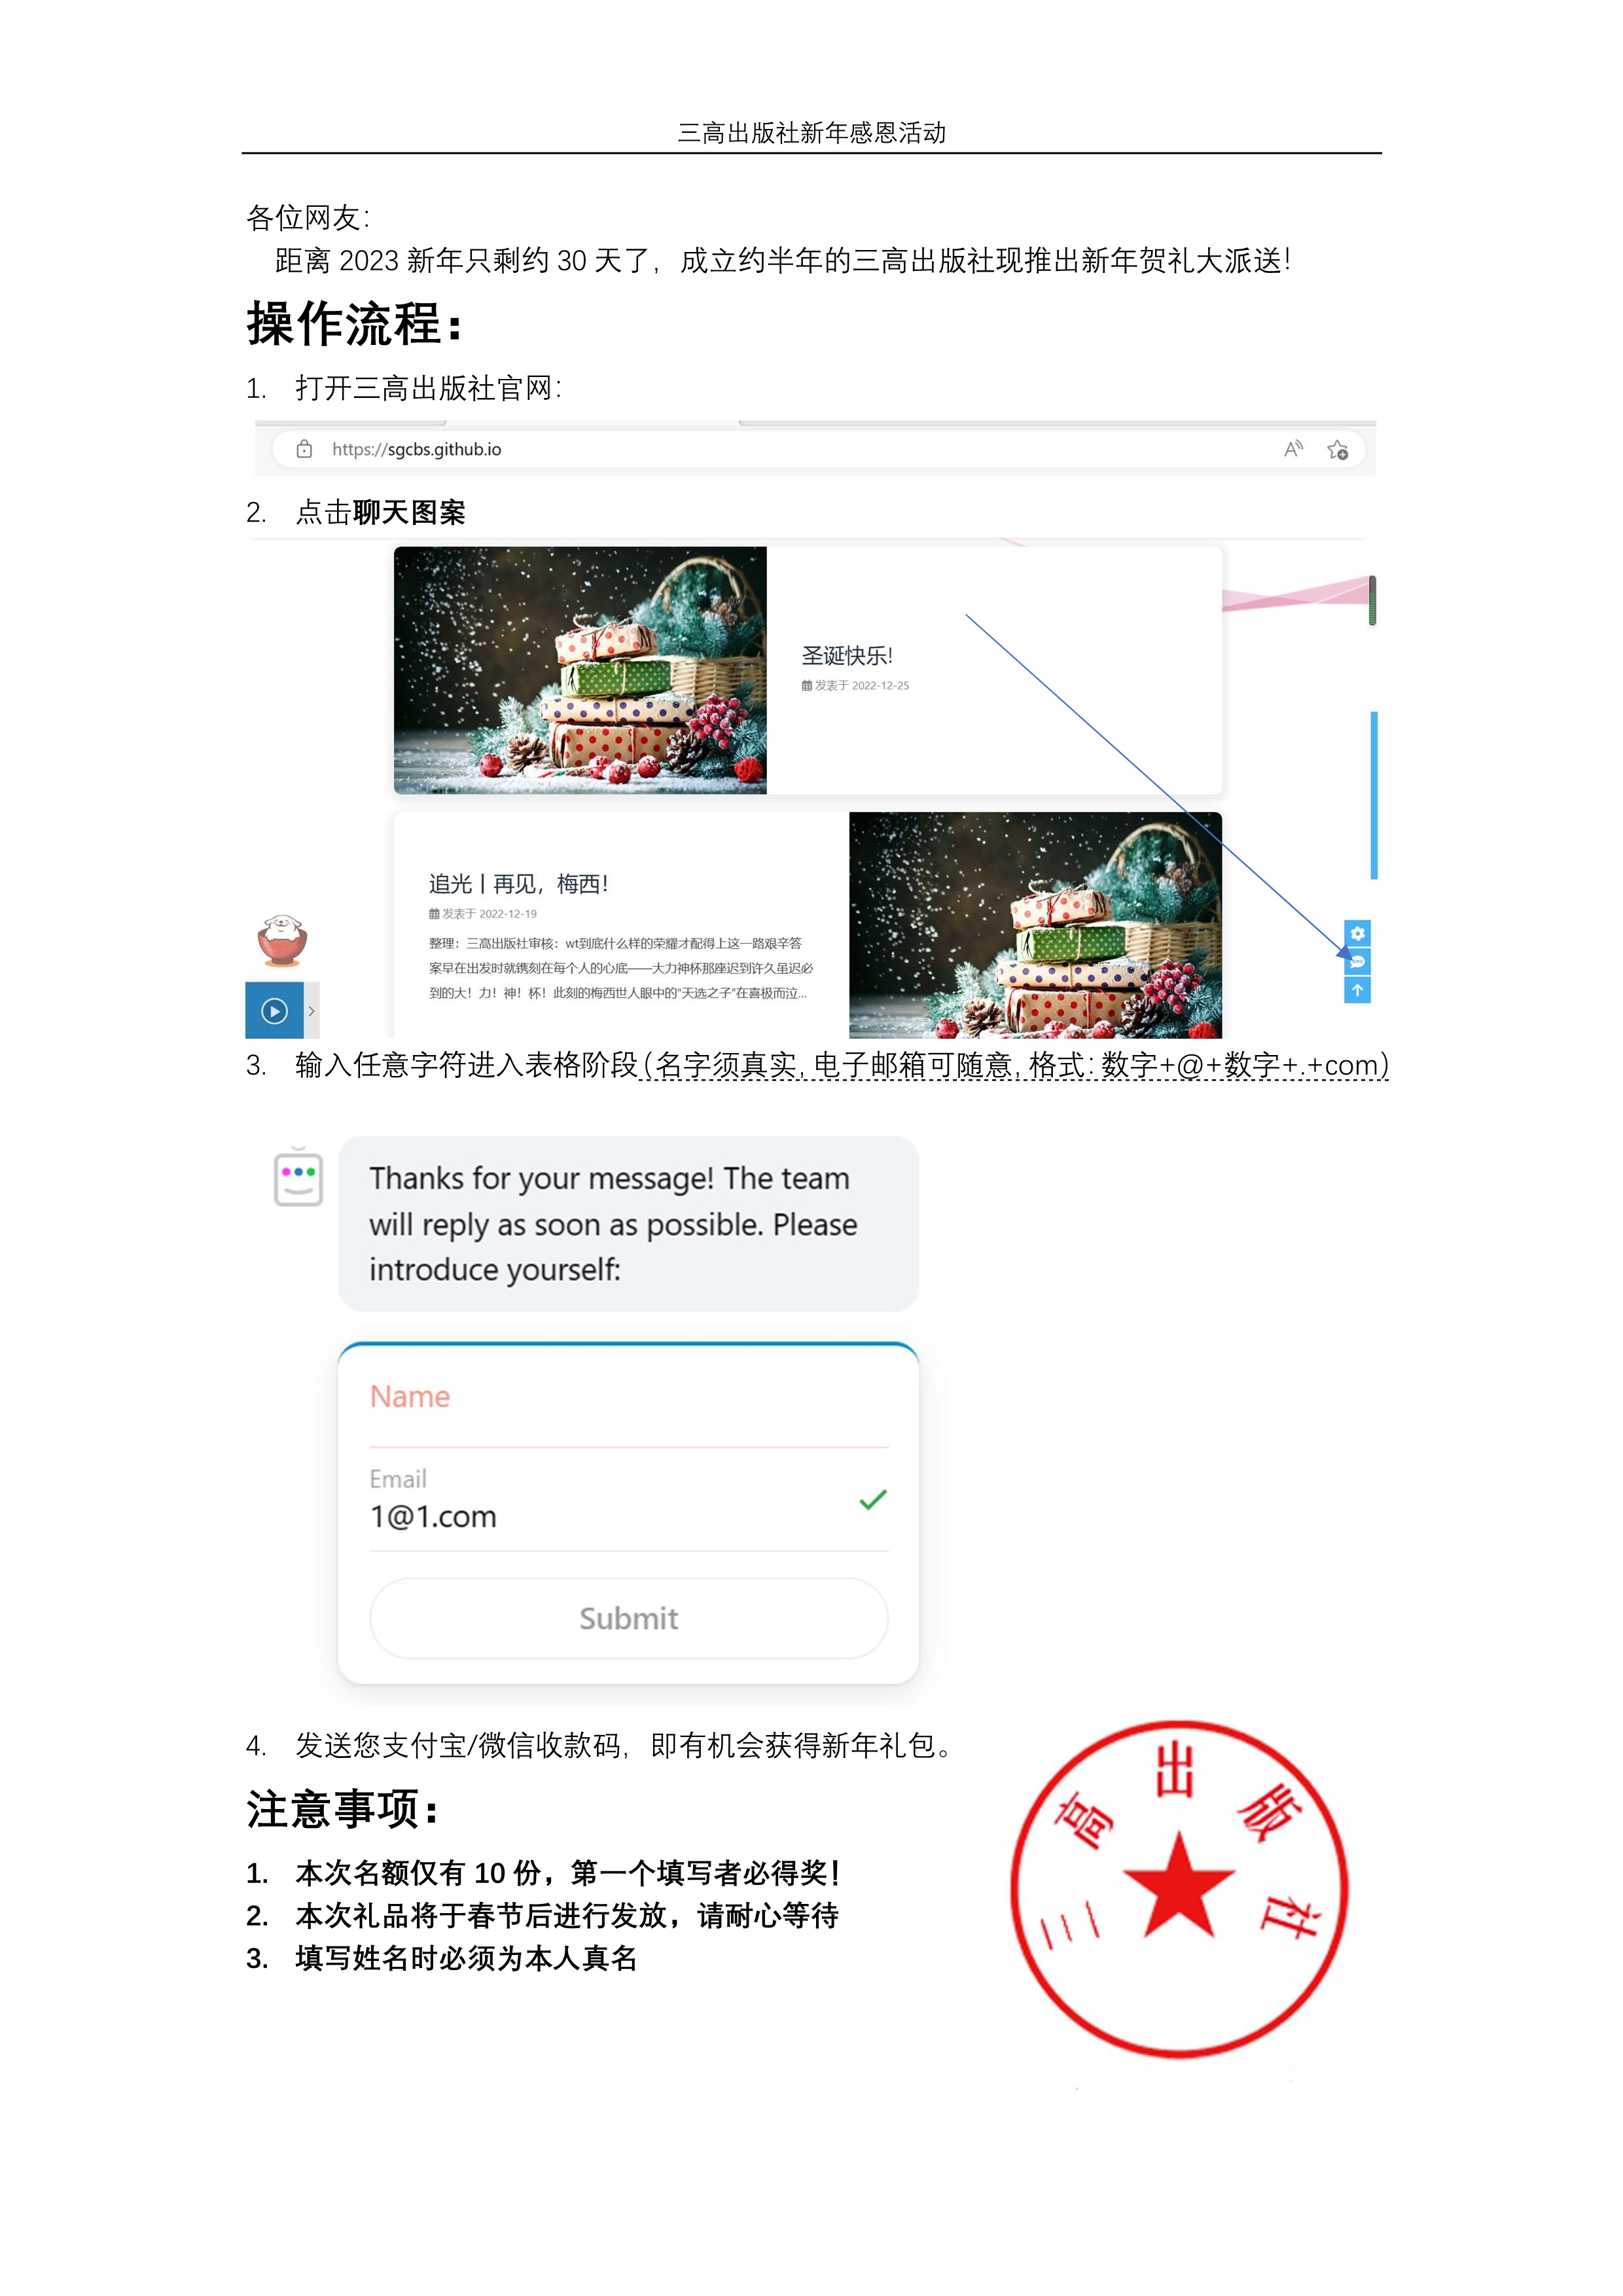 三高出版社新年感恩活动
各位网友：
距离 2023 新年只剩约 30 天了，成立约半年的三高出版社现推出新年贺礼大派送！
操作流程：
1. 打开三高出版社官网：
https://sgcbs.github.io
2. 点击聊天图案
圣诞快乐!
发表于 2022-12-25
追光丨再见，梅西！
发表于 2022-12-19
整理：三高出版社审核：wt到底什么样的荣耀才配得上这一路艰辛答
案早在出发时就镌刻在每个人的心底——大力神杯那座迟到许久虽迟必
到的大！力！神！杯！此刻的梅西世人眼中的“天选之子”在喜极而泣...
3. 输入任意字符进入表格阶段（名字须真实，电子邮箱可随意，格式：数字+@+数字+.+com）
Thanks for your message! The team
will reply as soon as possible. Please
introduce yourself:
Name
Email
1@1.com
Submit
4. 发送您支付宝/微信收款码，即有机会获得新年礼包。
注意事项：
1. 本次名额仅有 10 份，第一个填写者必得奖！
2. 本次礼品将于春节后进行发放，请耐心等待
3. 填写姓名时必须为本人真名
三高出版社